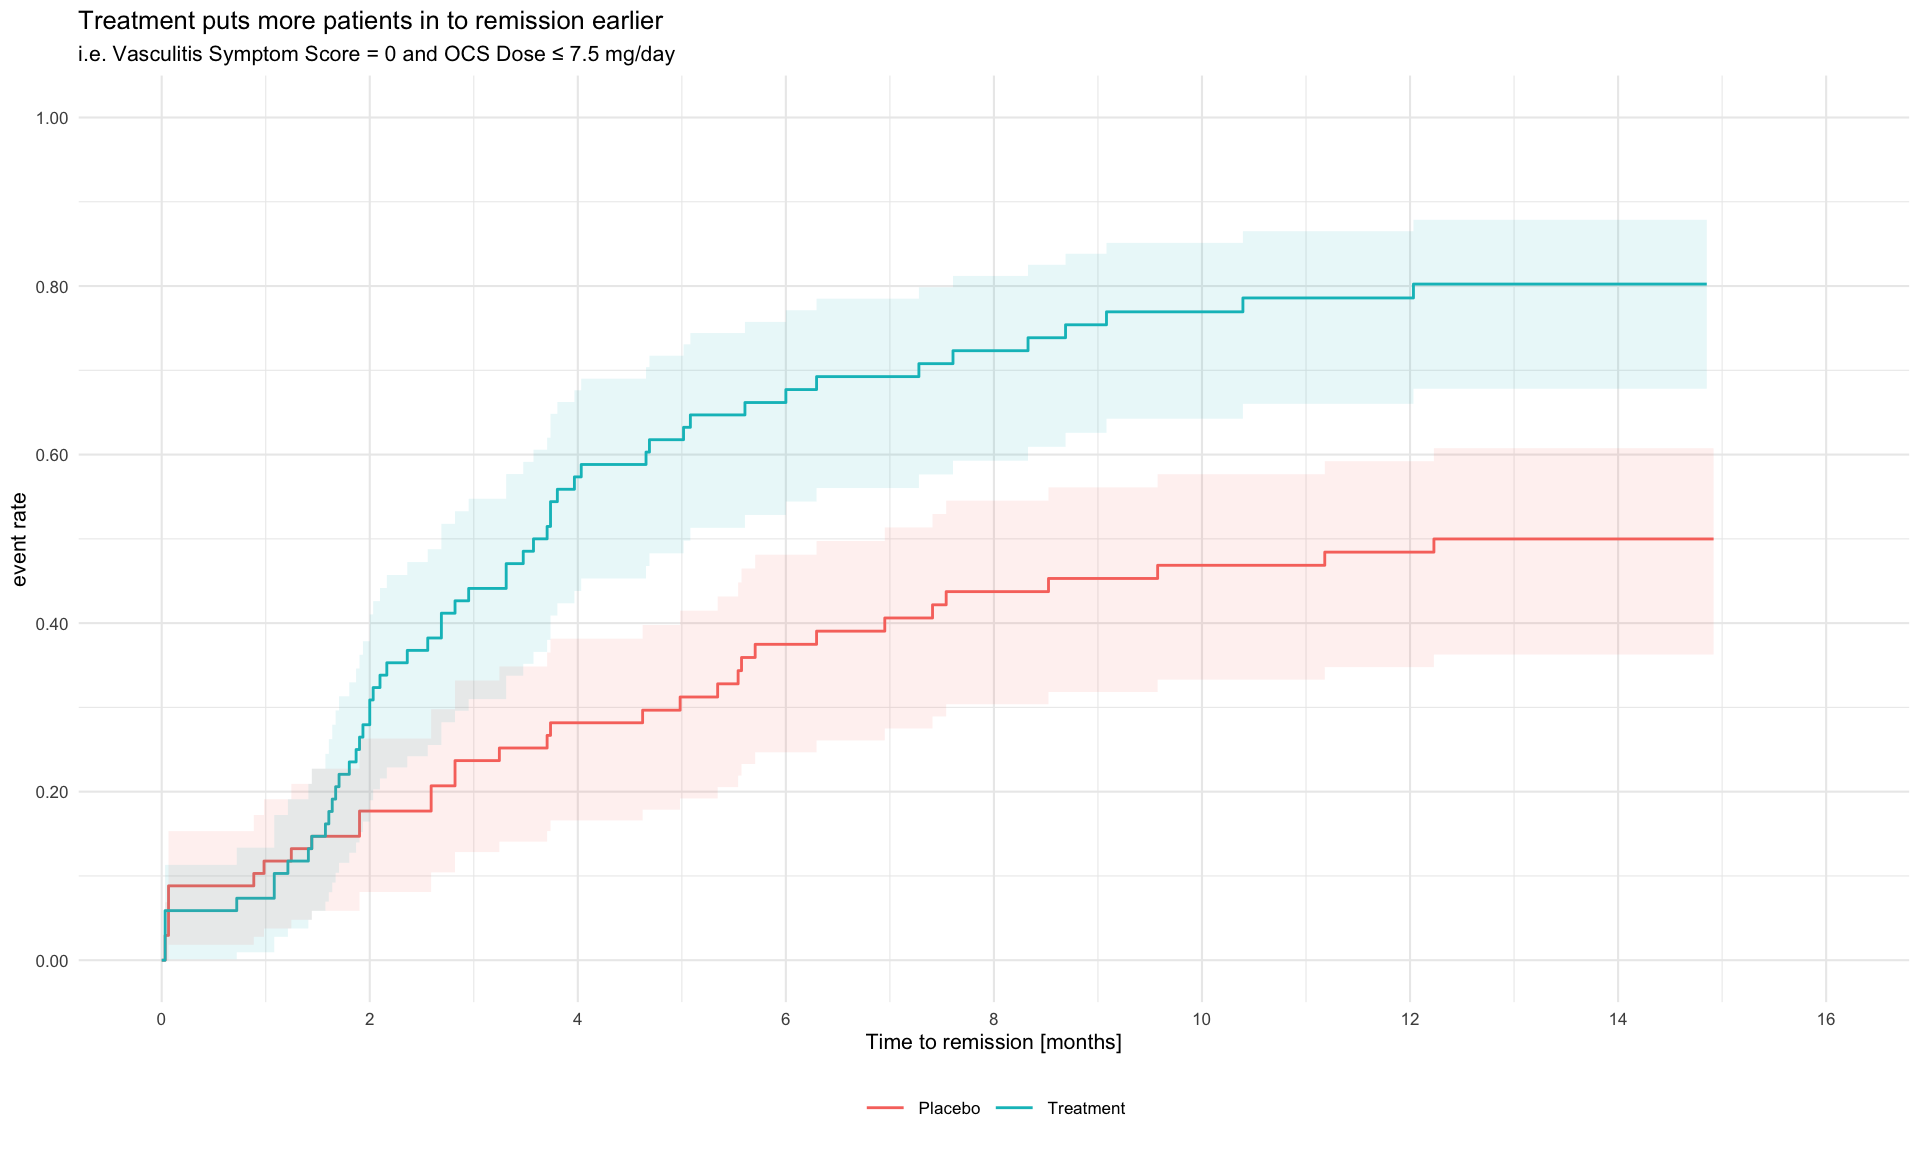 Treatment puts more patients in to remission earlier
i.e. Vasculitis Symptom Score = 0 and OCS Dose ≤ 7.5 mg/day
1.00
0.80
0.60
0.40
0.20
0.00
event rate
0 2 4 6 8 10 12 14 16
Time to remission [months]
Placebo Treatment